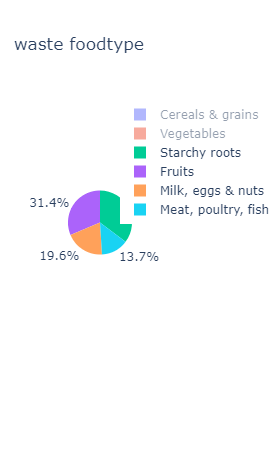 waste foodtype
Cereals & grains
Vegetables
Starchy roots
Fruits
Milk, eggs & nuts
Meat, poultry, fish
31.4%
19.6%
13.7%